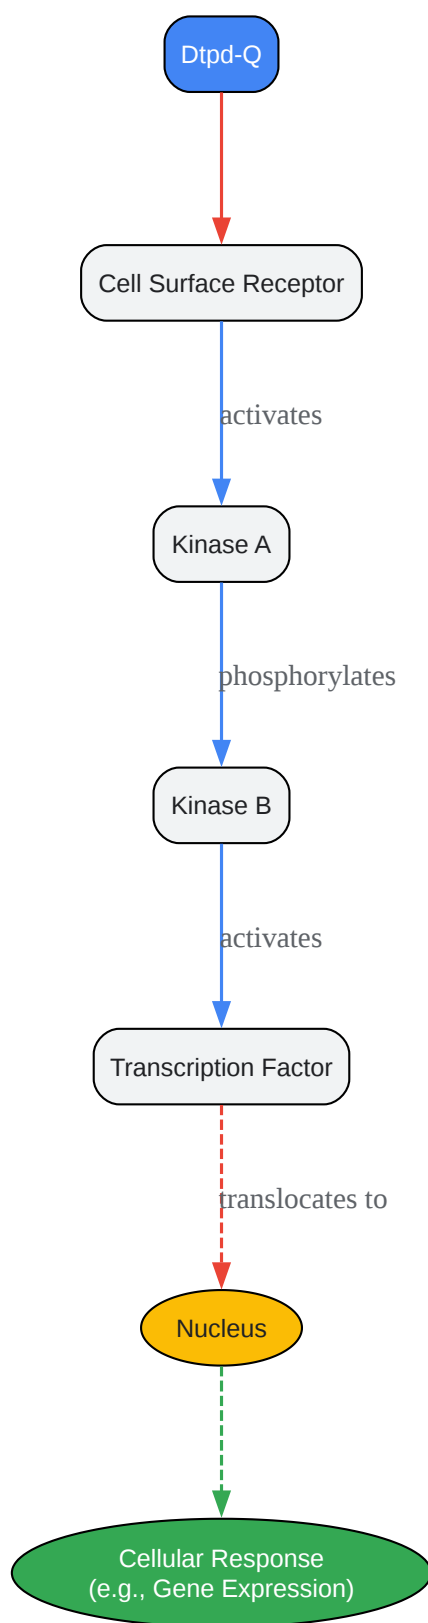 Dtpd-Q
Cell Surface Receptor
activates
Kinase A
phosphorylates
Kinase B
activates
Transcription Factor
translocates to
Nucleus
Cellular Response
(e.g., Gene Expression)